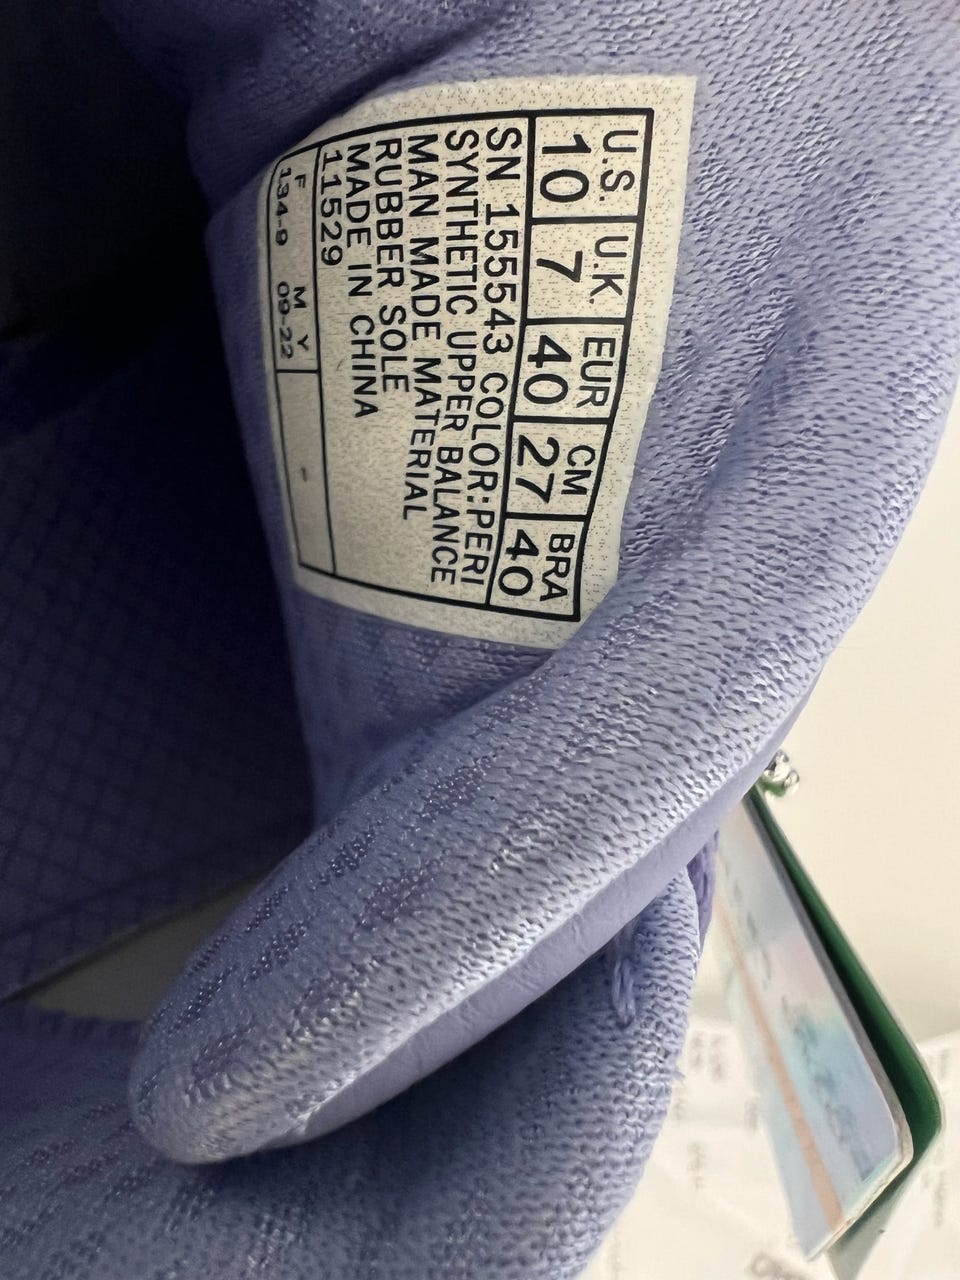 U.S. U.K. EUR CM BRA
10 7 40 27 40
SN 155543 COLOR:PERI
SYNTHETIC UPPER BALANCE
MAN MADE MATERIAL
RUBBER SOLE
MADE IN CHINA
11529
F M Y
134-9 09-22 -